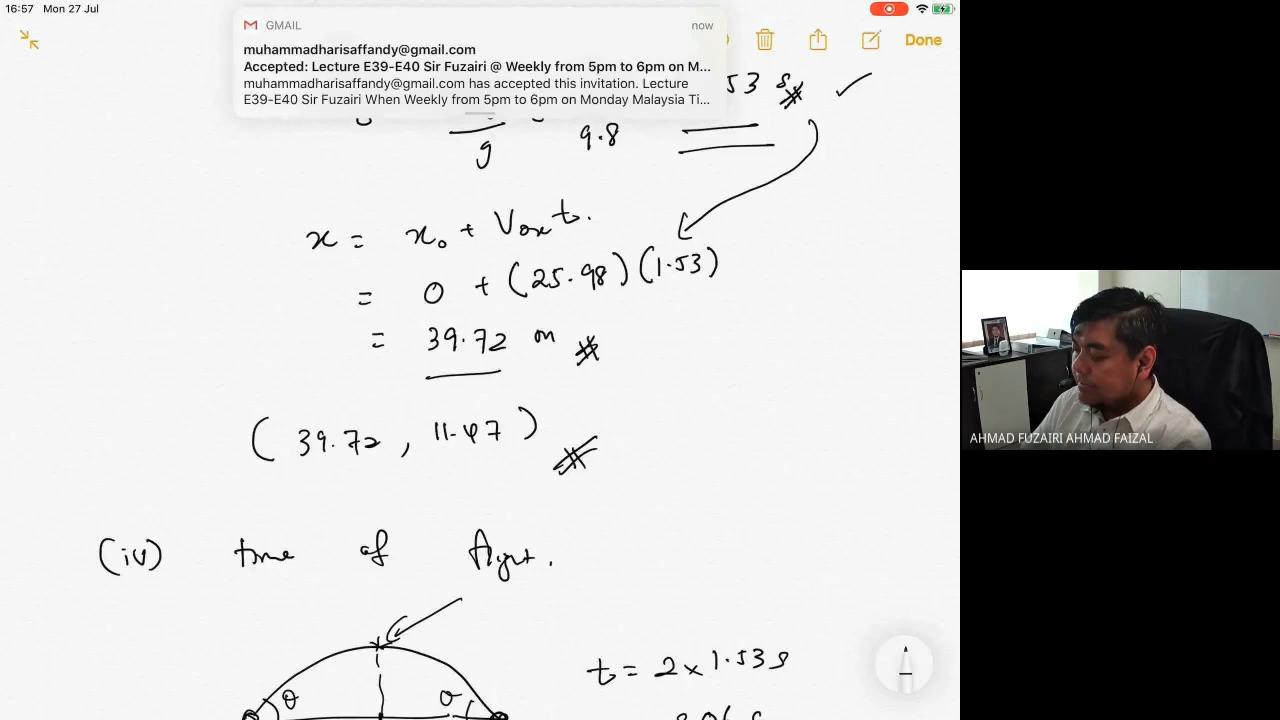 16:57 Mon 27 Jul
GMAIL now
muhammadharisaffandy@gmail.com
Accepted: Lecture E39-E40 Sir Fuzairi @ Weekly from 5pm to 6pm on M...
muhammadharisaffandy@gmail.com has accepted this invitation. Lecture
E39-E40 Sir Fuzairi When Weekly from 5pm to 6pm on Monday Malaysia Ti...
Done
53 s
g 9.8
x = x₀ + V₀ₓt.
= 0 + (25.98)(1.53)
= 39.72 m
(39.72, 11.47)
(iv) time of flight.
θ θ
t = 2 × 1.53 s
AHMAD FUZAIRI AHMAD FAIZAL